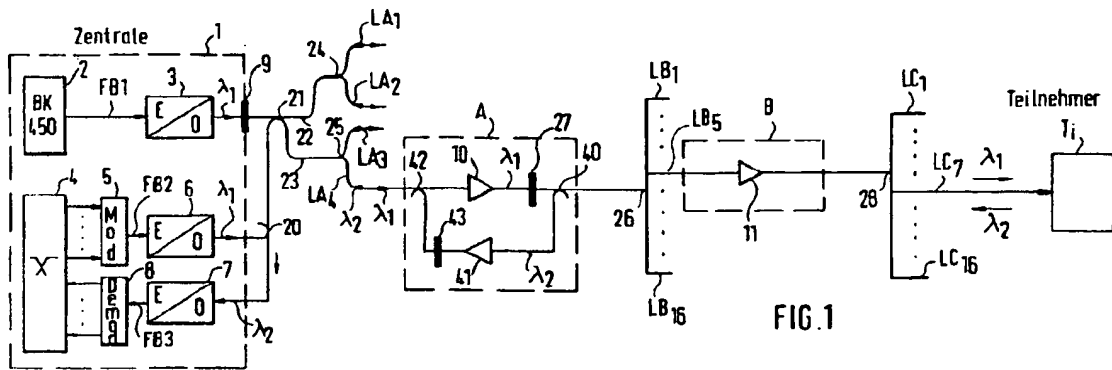 Zentrale
1
2
BK
450
FB1
3
E
O
λ1
9
21
22
24
LA1
LA2
25
LA3
23
LA4
λ2
λ1
4
5
Mod
FB2
6
E
O
λ1
20
8
Demod
FB3
7
E
O
λ2
A
42
10
λ1
27
40
43
41
λ2
26
LB1
LB5
LB16
B
11
28
LC1
LC7
LC16
λ1
λ2
Teilnehmer
Ti
FIG.1